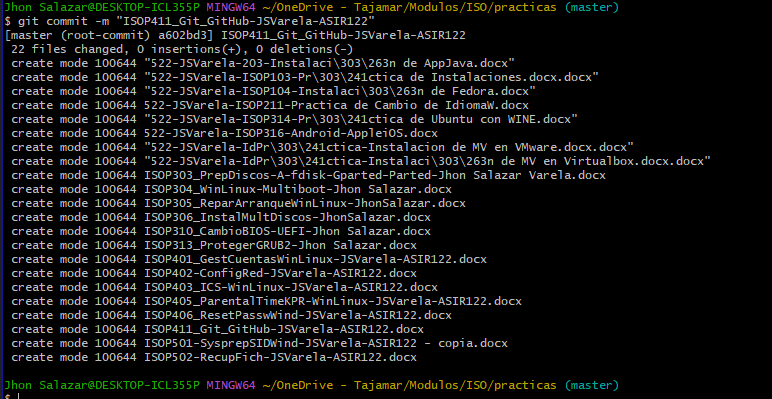 Jhon Salazar@DESKTOP-ICL355P MINGW64 ~/OneDrive - Tajamar/Modulos/ISO/practicas (master)
$ git commit -m "ISOP411_Git_GitHub-JSVarela-ASIR122"
[master (root-commit) a602bd3] ISOP411_Git_GitHub-JSVarela-ASIR122
 22 files changed, 0 insertions(+), 0 deletions(-)
 create mode 100644 "522-JSVarela-203-Instalaci\303\263n de AppJava.docx"
 create mode 100644 "522-JSVarela-ISOP103-Pr\303\241ctica de Instalaciones.docx.docx"
 create mode 100644 "522-JSVarela-ISOP104-Instalaci\303\263n de Fedora.docx"
 create mode 100644 522-JSVarela-ISOP211-Practica de Cambio de IdiomaW.docx
 create mode 100644 "522-JSVarela-ISOP314-Pr\303\241ctica de Ubuntu con WINE.docx"
 create mode 100644 522-JSVarela-ISOP316-Android-AppleiOS.docx
 create mode 100644 "522-JSVarela-IdPr\303\241ctica-Instalacion de MV en VMware.docx.docx"
 create mode 100644 "522-JSVarela-IdPr\303\241ctica-Instalaci\303\263n de MV en Virtualbox.docx.docx"
 create mode 100644 ISOP303_PrepDiscos-A-fdisk-Gparted-Parted-Jhon Salazar Varela.docx
 create mode 100644 ISOP304_WinLinux-Multiboot-Jhon Salazar.docx
 create mode 100644 ISOP305_ReparArranqueWinLinux-JhonSalazar.docx
 create mode 100644 ISOP306_InstalMultDiscos-JhonSalazar.docx
 create mode 100644 ISOP310_CambioBIOS-UEFI-Jhon Salazar.docx
 create mode 100644 ISOP313_ProtegerGRUB2-Jhon Salazar.docx
 create mode 100644 ISOP401_GestCuentasWinLinux-JSVarela-ASIR122.docx
 create mode 100644 ISOP402-ConfigRed-JSVarela-ASIR122.docx
 create mode 100644 ISOP403_ICS-WinLinux-JSVarela-ASIR122.docx
 create mode 100644 ISOP405_ParentalTimeKPR-WinLinux-JSVarela-ASIR122.docx
 create mode 100644 ISOP406_ResetPasswWind-JSVarela-ASIR122.docx
 create mode 100644 ISOP411_Git_GitHub-JSVarela-ASIR122.docx
 create mode 100644 ISOP501-SysprepSIDWind-JSVarela-ASIR122 - copia.docx
 create mode 100644 ISOP502-RecupFich-JSVarela-ASIR122.docx
Jhon Salazar@DESKTOP-ICL355P MINGW64 ~/OneDrive - Tajamar/Modulos/ISO/practicas (master)
$